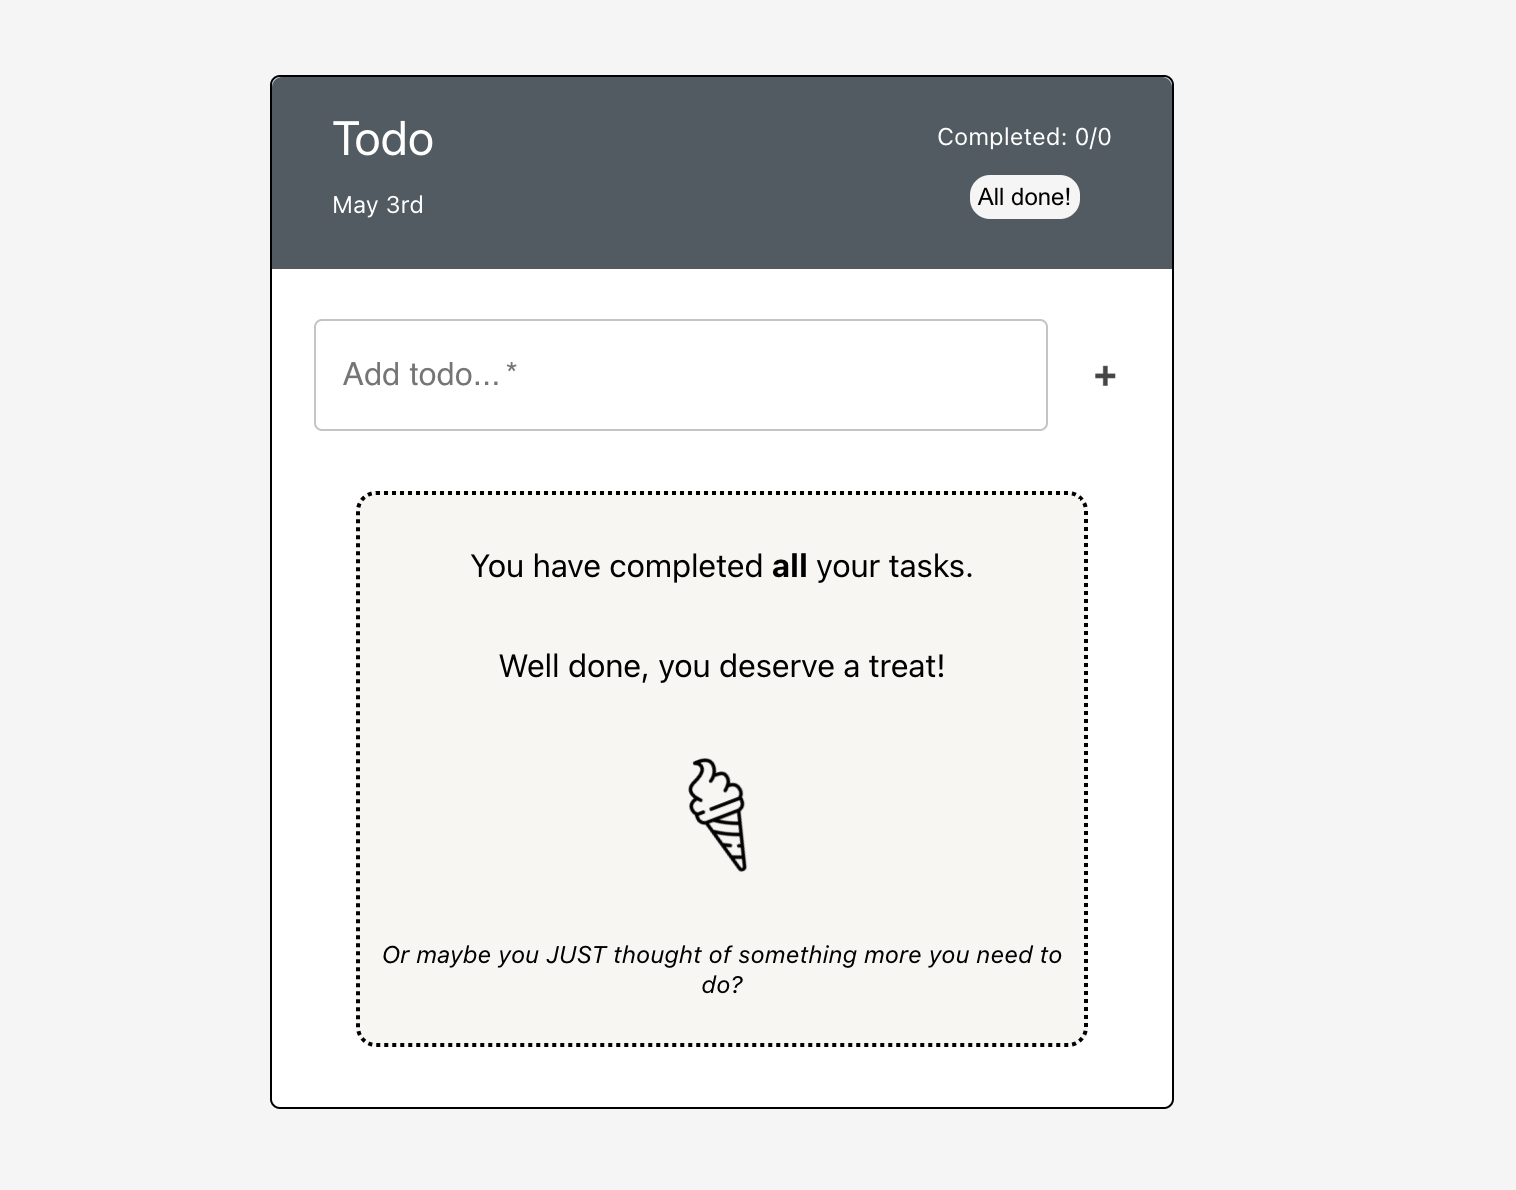 Todo
Completed: 0/0
May 3rd
All done!
Add todo... *
+
You have completed all your tasks.
Well done, you deserve a treat!
Or maybe you JUST thought of something more you need to
do?